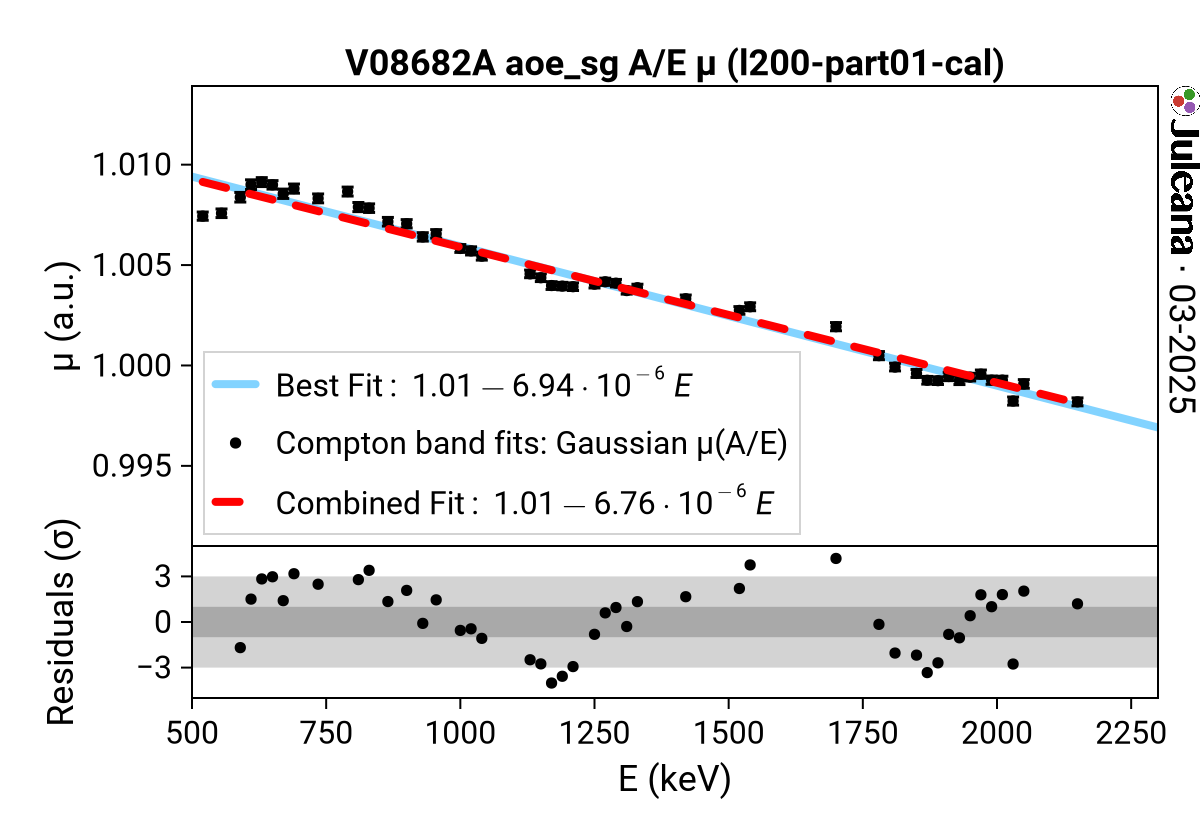 V08682A aoe_sg A/E µ (l200-part01-cal)
µ (a.u.)
1.010
1.005
1.000
0.995
Best Fit : 1.01 – 6.94 · 10⁻⁶ E
Compton band fits: Gaussian µ(A/E)
Combined Fit : 1.01 – 6.76 · 10⁻⁶ E
Residuals (σ)
3
0
−3
500 750 1000 1250 1500 1750 2000 2250
E (keV)
Juleana · 03-2025